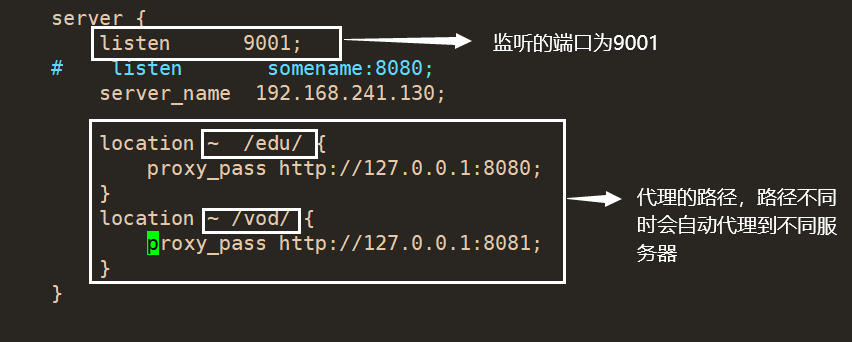 server {
listen 9001;
监听的端口为9001
# listen somename:8080;
server_name 192.168.241.130;
location ~ /edu/ {
proxy_pass http://127.0.0.1:8080;
}
location ~ /vod/ {
proxy_pass http://127.0.0.1:8081;
}
代理的路径，路径不同
时会自动代理到不同服
务器
}